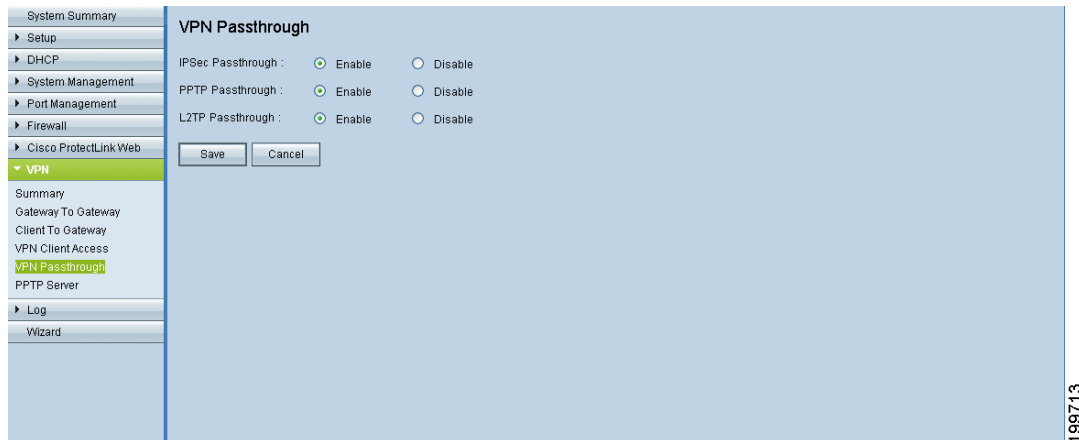 System Summary
Setup
DHCP
System Management
Port Management
Firewall
Cisco ProtectLink Web
VPN
Summary
Gateway To Gateway
Client To Gateway
VPN Client Access
VPN Passthrough
PPTP Server
Log
Wizard
VPN Passthrough
IPSec Passthrough : Enable Disable
PPTP Passthrough : Enable Disable
L2TP Passthrough : Enable Disable
Save Cancel
199713